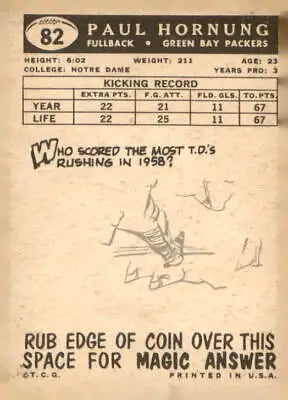 82
PAUL HORNUNG
FULLBACK • GREEN BAY PACKERS
HEIGHT: 6:02 WEIGHT: 211 AGE: 23
COLLEGE: NOTRE DAME YEARS PRO: 3
KICKING RECORD
EXTRA PTS. F.G. ATT. FLD. GLS. TO. PTS.
YEAR 22 21 11 67
LIFE 22 25 11 67
WHO SCORED THE MOST T.D.'S
RUSHING IN 1958?
RUB EDGE OF COIN OVER THIS
SPACE FOR MAGIC ANSWER
©T.C.G. PRINTED IN U.S.A.